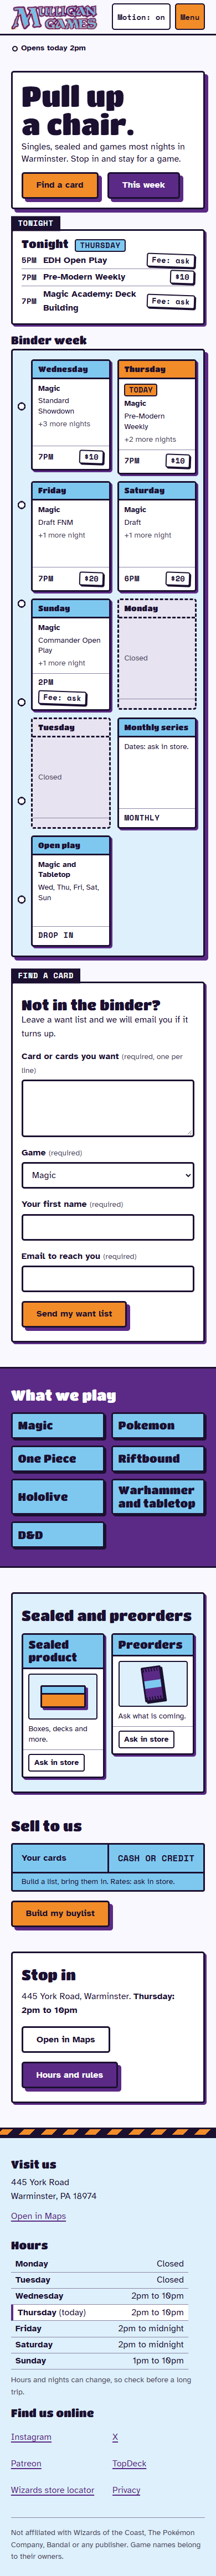 MULLIGAN GAMES
Motion: on
Menu
Opens today 2pm
Pull up
a chair.
Singles, sealed and games most nights in
Warminster. Stop in and stay for a game.
Find a card
This week
TONIGHT
Tonight THURSDAY
5PM EDH Open Play Fee: ask
7PM Pre-Modern Weekly $10
7PM Magic Academy: Deck
Building Fee: ask
Binder week
Wednesday
Magic
Standard
Showdown
+3 more nights
7PM $10
Thursday
TODAY
Magic
Pre-Modern
Weekly
+2 more nights
7PM $10
Friday
Magic
Draft FNM
+1 more night
7PM $20
Saturday
Magic
Draft
+1 more night
6PM $20
Sunday
Magic
Commander Open
Play
+1 more night
2PM
Fee: ask
Monday
Closed
Tuesday
Closed
Monthly series
Dates: ask in store.
MONTHLY
Open play
Magic and
Tabletop
Wed, Thu, Fri, Sat,
Sun
DROP IN
FIND A CARD
Not in the binder?
Leave a want list and we will email you if it
turns up.
Card or cards you want (required, one per
line)
Game (required)
Magic
Your first name (required)
Email to reach you (required)
Send my want list
What we play
Magic
Pokemon
One Piece
Riftbound
Hololive
Warhammer
and tabletop
D&D
Sealed and preorders
Sealed
product
Boxes, decks and
more.
Ask in store
Preorders
Ask what is coming.
Ask in store
Sell to us
Your cards
CASH OR CREDIT
Build a list, bring them in. Rates: ask in store.
Build my buylist
Stop in
445 York Road, Warminster. Thursday:
2pm to 10pm
Open in Maps
Hours and rules
Visit us
445 York Road
Warminster, PA 18974
Open in Maps
Hours
Monday Closed
Tuesday Closed
Wednesday 2pm to 10pm
Thursday (today) 2pm to 10pm
Friday 2pm to midnight
Saturday 2pm to midnight
Sunday 1pm to 10pm
Hours and nights can change, so check before a long
trip.
Find us online
Instagram
X
Patreon
TopDeck
Wizards store locator
Privacy
Not affiliated with Wizards of the Coast, The Pokémon
Company, Bandai or any publisher. Game names belong
to their owners.